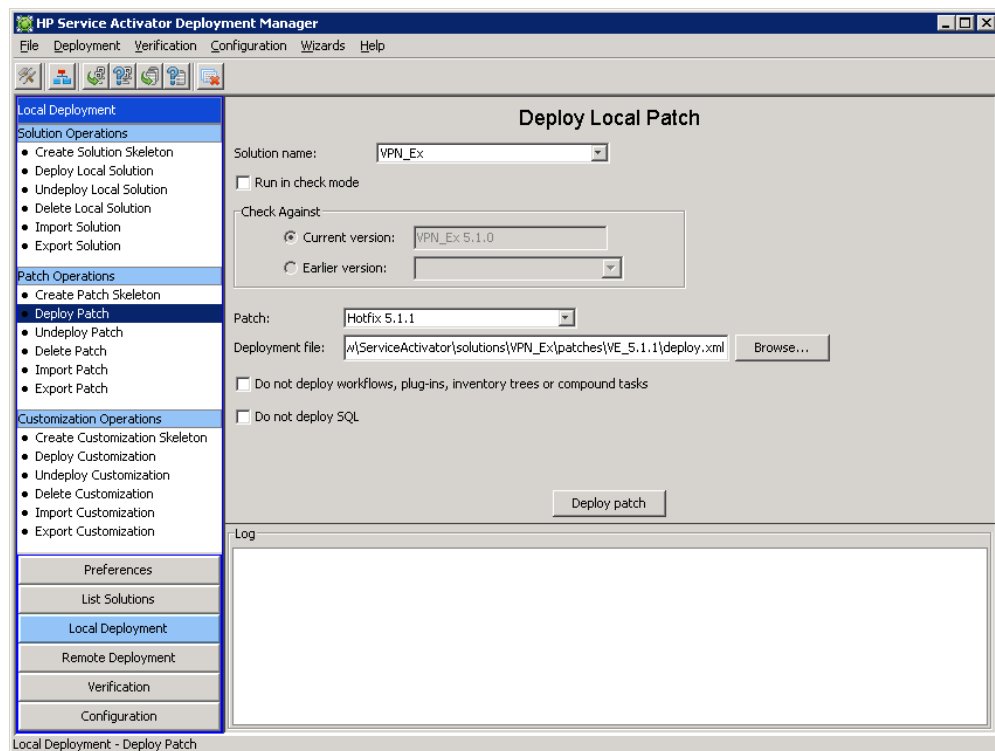 HP Service Activator Deployment Manager
File Deployment Verification Configuration Wizards Help
Local Deployment
Solution Operations
Create Solution Skeleton
Deploy Local Solution
Undeploy Local Solution
Delete Local Solution
Import Solution
Export Solution
Patch Operations
Create Patch Skeleton
Deploy Patch
Undeploy Patch
Delete Patch
Import Patch
Export Patch
Customization Operations
Create Customization Skeleton
Deploy Customization
Undeploy Customization
Delete Customization
Import Customization
Export Customization
Preferences
List Solutions
Local Deployment
Remote Deployment
Verification
Configuration
Deploy Local Patch
Solution name: VPN_Ex
Run in check mode
Check Against
Current version: VPN_Ex 5.1.0
Earlier version:
Patch: Hotfix 5.1.1
Deployment file: \ServiceActivator\solutions\VPN_Ex\patches\VE_5.1.1\deploy.xml Browse...
Do not deploy workflows, plug-ins, inventory trees or compound tasks
Do not deploy SQL
Deploy patch
Log
Local Deployment - Deploy Patch